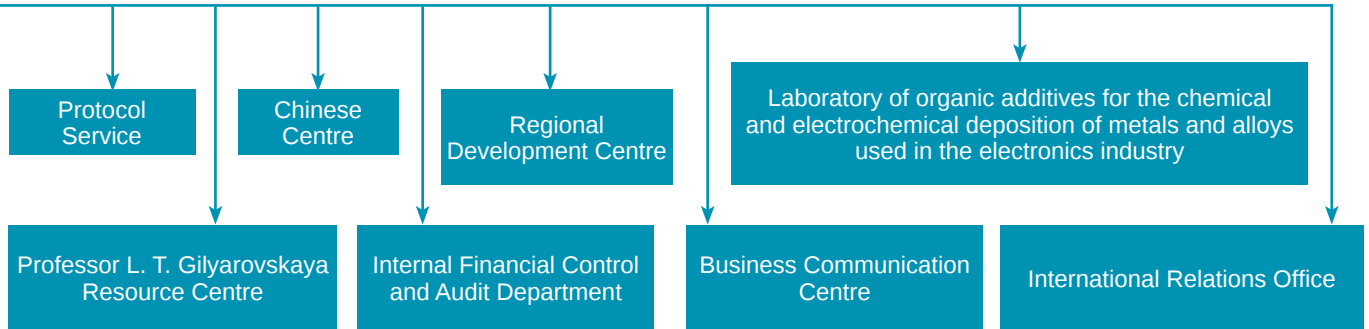 Protocol
Service
Chinese
Centre
Regional
Development Centre
Laboratory of organic additives for the chemical
and electrochemical deposition of metals and alloys
used in the electronics industry
Professor L. T. Gilyarovskaya
Resource Centre
Internal Financial Control
and Audit Department
Business Communication
Centre
International Relations Office